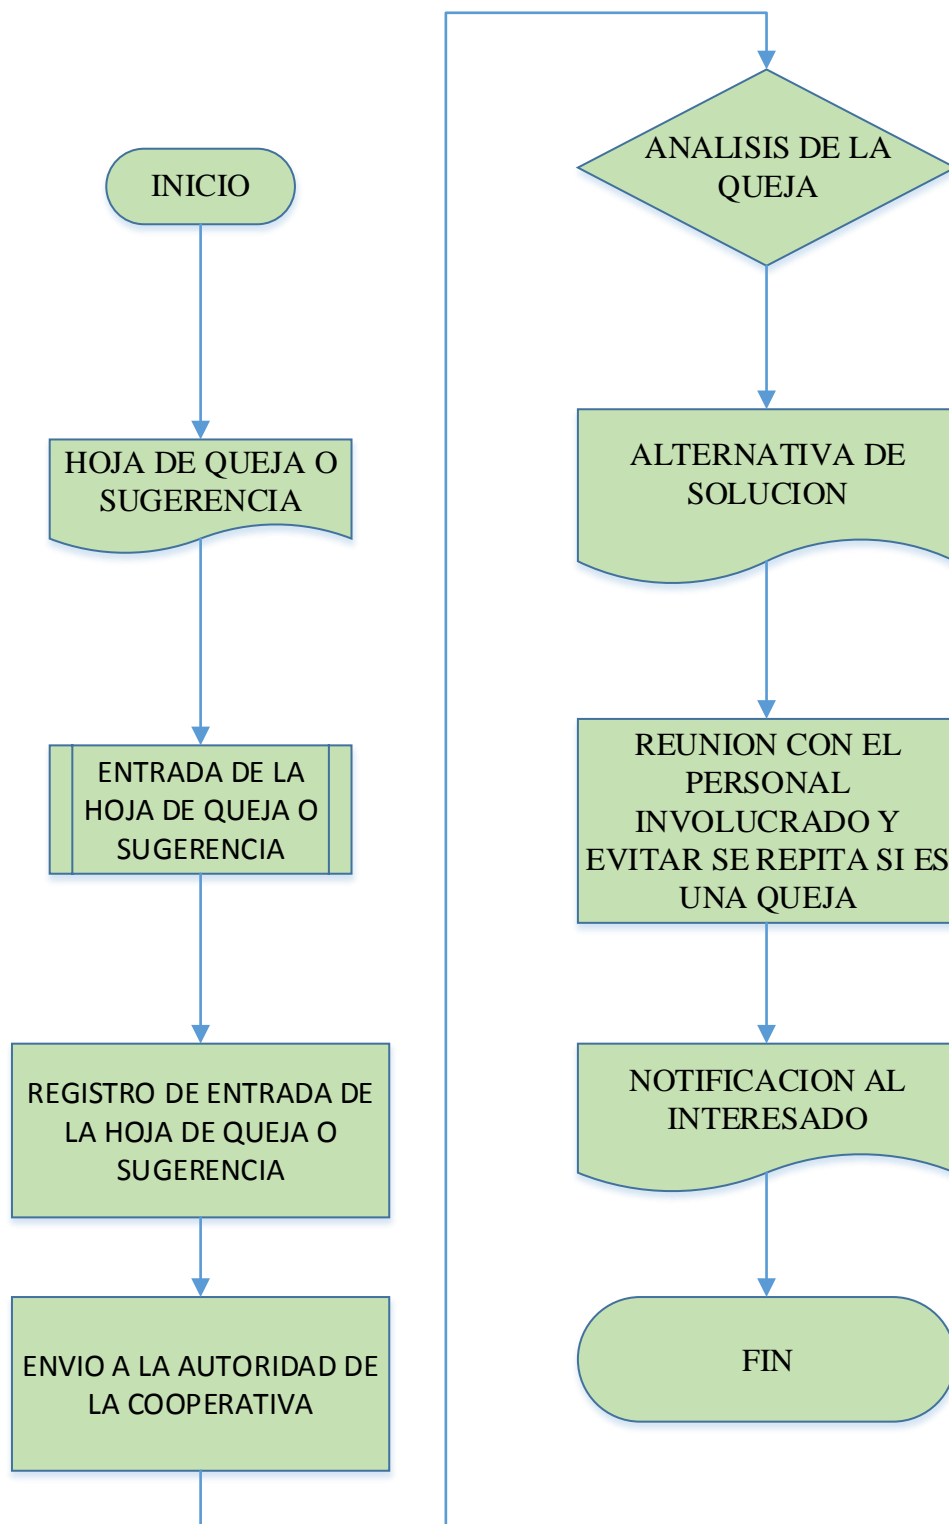 INICIO
HOJA DE QUEJA O
SUGERENCIA
ENTRADA DE LA
HOJA DE QUEJA O
SUGERENCIA
REGISTRO DE ENTRADA DE
LA HOJA DE QUEJA O
SUGERENCIA
ENVIO A LA AUTORIDAD DE
LA COOPERATIVA
ANALISIS DE LA
QUEJA
ALTERNATIVA DE
SOLUCION
REUNION CON EL
PERSONAL
INVOLUCRADO Y
EVITAR SE REPITA SI ES
UNA QUEJA
NOTIFICACION AL
INTERESADO
FIN